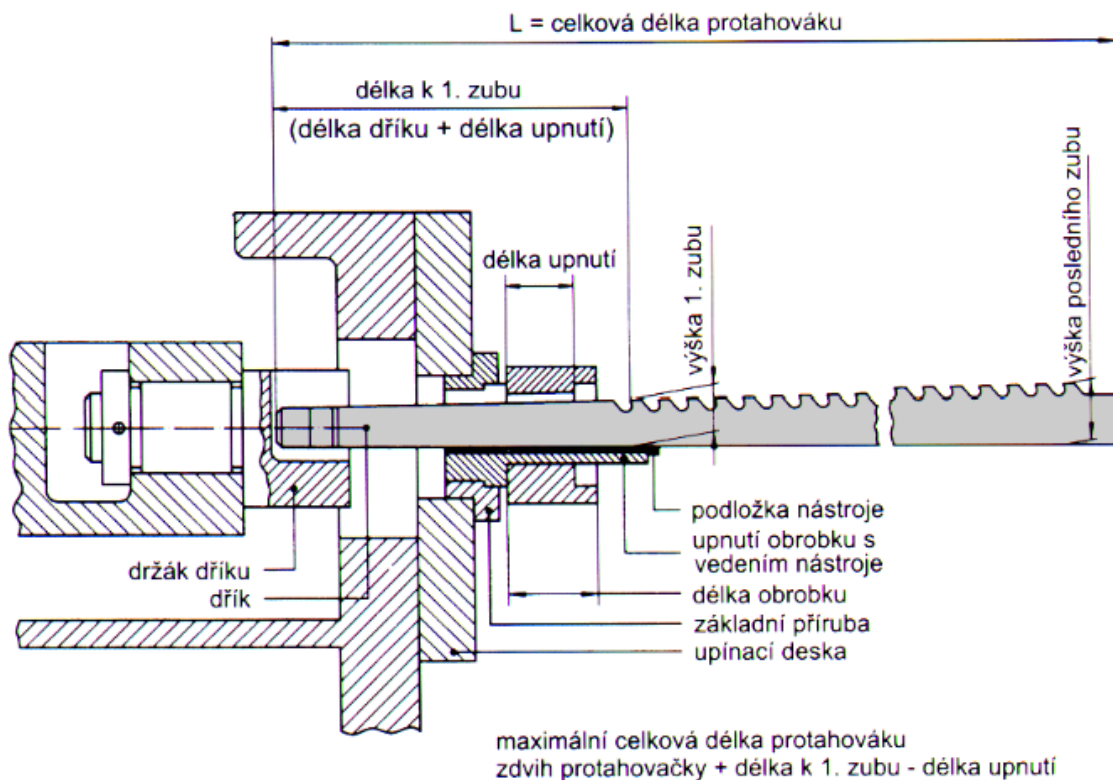 L = celková délka protahováku
délka k 1. zubu
(délka dříku + délka upnutí)
délka upnutí
výška 1. zubu
výška posledního zubu
držák dříku
dřík
podložka nástroje
upnutí obrobku s
vedením nástroje
délka obrobku
základní příruba
upínací deska
maximální celková délka protahováku
zdvih protahovačky + délka k 1. zubu - délka upnutí